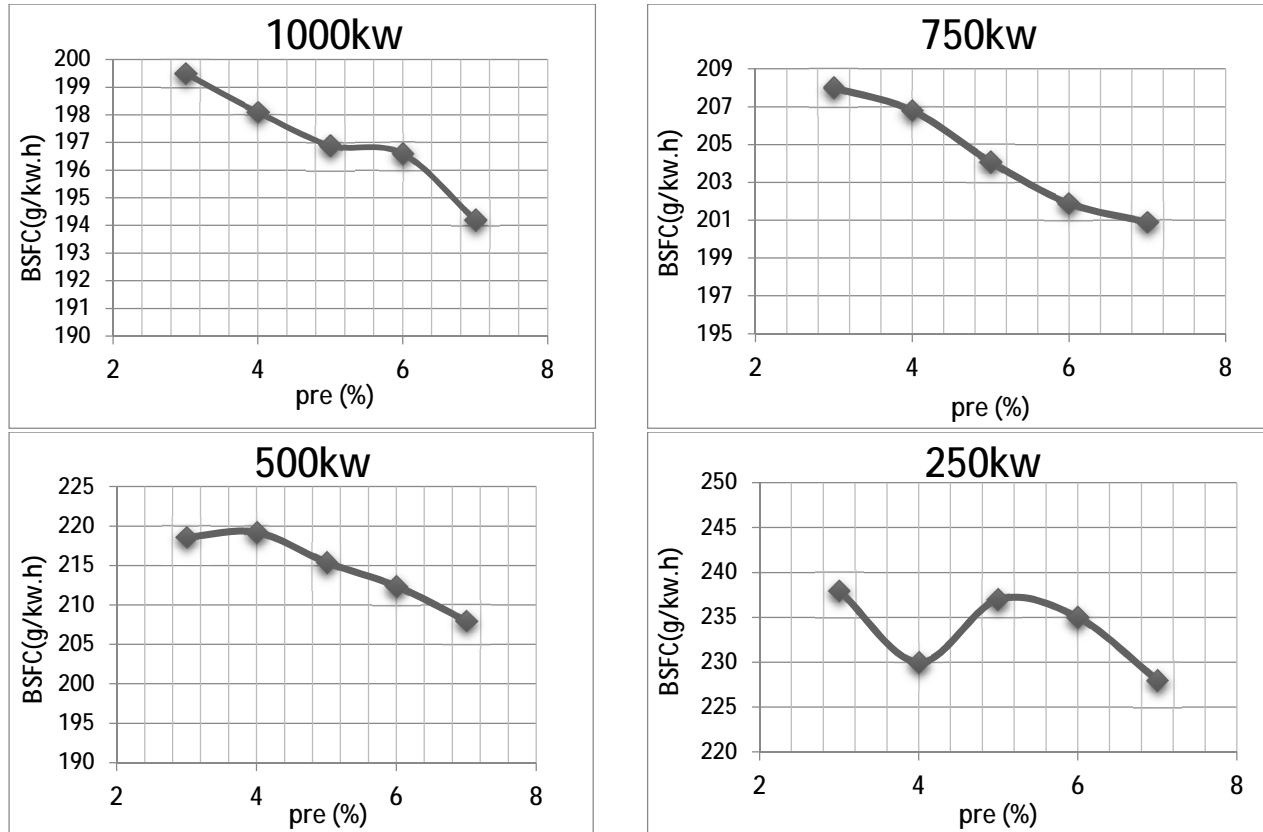 1000kw
BSFC(g/kw.h)
200
199
198
197
196
195
194
193
192
191
190
2 4 6 8
pre (%)
750kw
BSFC(g/kw.h)
209
207
205
203
201
199
197
195
2 4 6 8
pre (%)
500kw
BSFC(g/kw.h)
225
220
215
210
205
200
195
190
2 4 6 8
pre (%)
250kw
BSFC(g/kw.h)
250
245
240
235
230
225
220
2 4 6 8
pre (%)